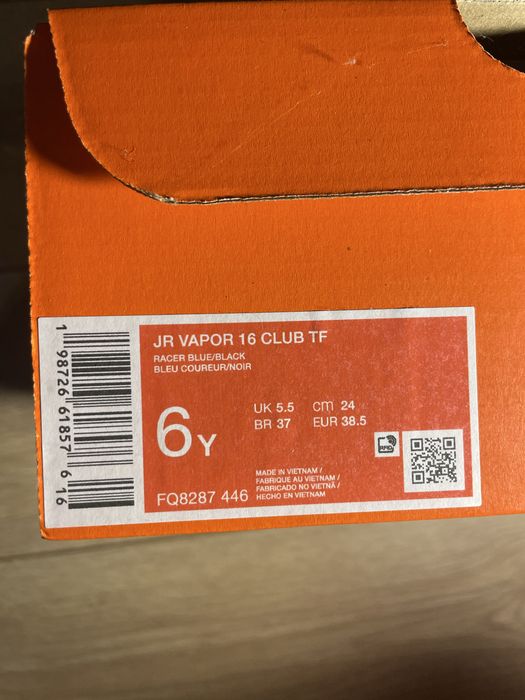 JR VAPOR 16 CLUB TF
RACER BLUE/BLACK
BLEU COUREUR/NOIR
6Y
UK 5.5 cm 24
BR 37 EUR 38.5
FQ8287 446
MADE IN VIETNAM /
FABRIQUE AU VIETNAM /
FABRICADO NO VIETNÃ /
HECHO EN VIETNAM
1 98726 61857 6 16